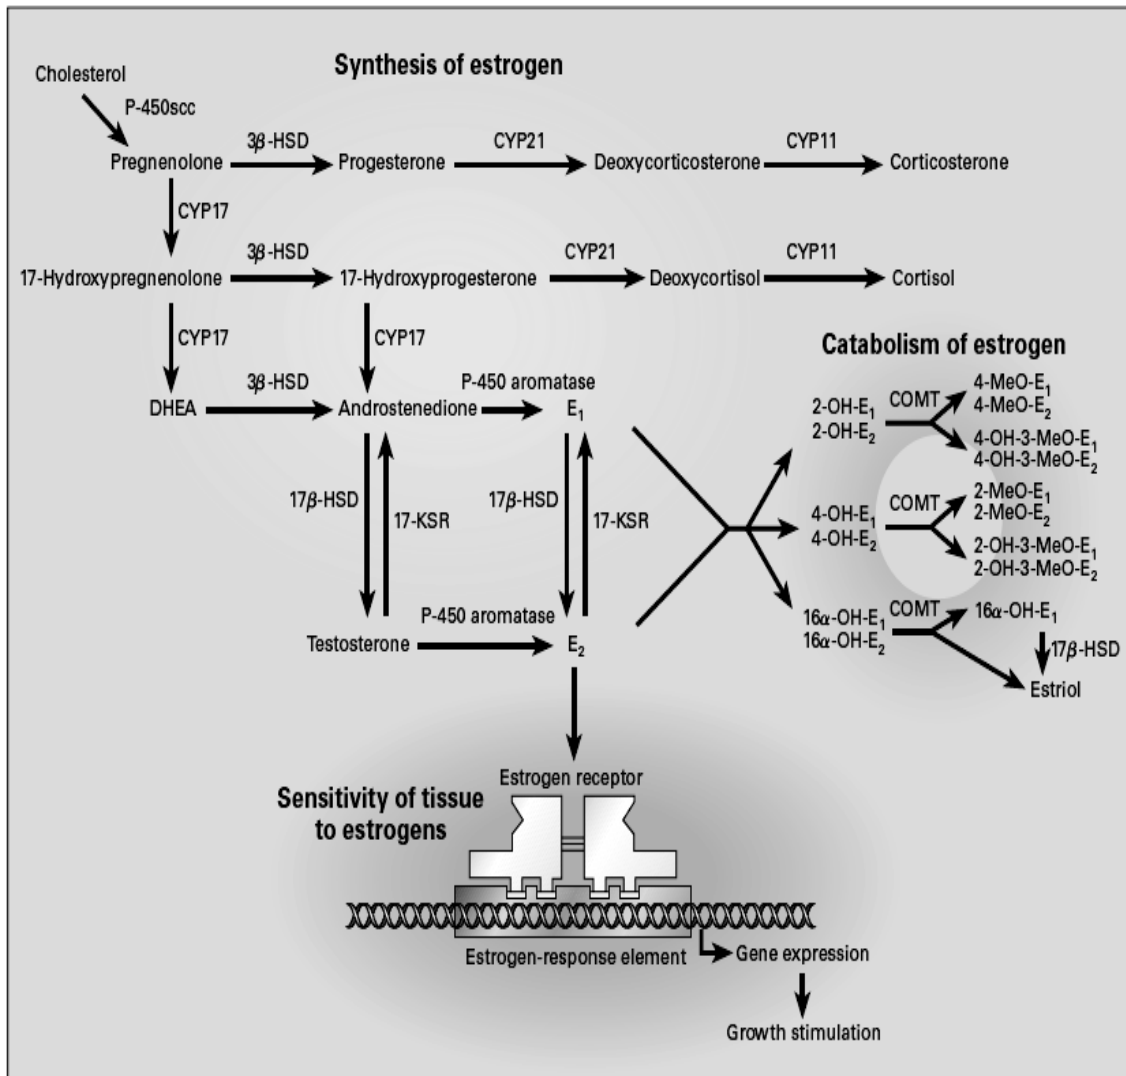 Synthesis of estrogen
Cholesterol
P-450scc
Pregnenolone
3β-HSD
Progesterone
CYP21
Deoxycorticosterone
CYP11
Corticosterone
CYP17
17-Hydroxypregnenolone
3β-HSD
17-Hydroxyprogesterone
CYP21
Deoxycortisol
CYP11
Cortisol
CYP17
CYP17
DHEA
3β-HSD
Androstenedione
P-450 aromatase
E₁
17β-HSD
17-KSR
17β-HSD
17-KSR
Testosterone
P-450 aromatase
E₂
Catabolism of estrogen
2-OH-E₁
2-OH-E₂
COMT
4-MeO-E₁
4-MeO-E₂
4-OH-3-MeO-E₁
4-OH-3-MeO-E₂
4-OH-E₁
4-OH-E₂
COMT
2-MeO-E₁
2-MeO-E₂
2-OH-3-MeO-E₁
2-OH-3-MeO-E₂
16α-OH-E₁
16α-OH-E₂
COMT
16α-OH-E₁
17β-HSD
Estriol
Estrogen receptor
Sensitivity of tissue
to estrogens
Estrogen-response element
Gene expression
Growth stimulation